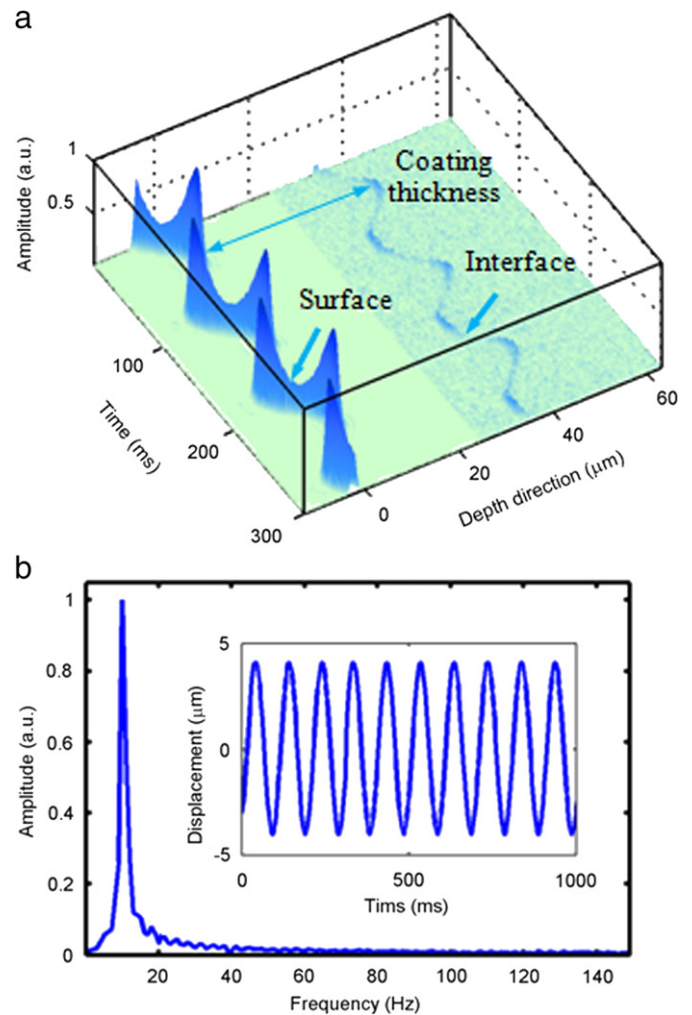 a
Amplitude (a.u.)
1
0.5
Coating
thickness
Interface
Surface
Time (ms)
100
200
300
0
20
40
60
Depth direction (μm)
b
Amplitude (a.u.)
1
0.8
0.6
0.4
0.2
0
Displacement (μm)
5
0
-5
0
500
1000
Tims (ms)
20
40
60
80
100
120
140
Frequency (Hz)